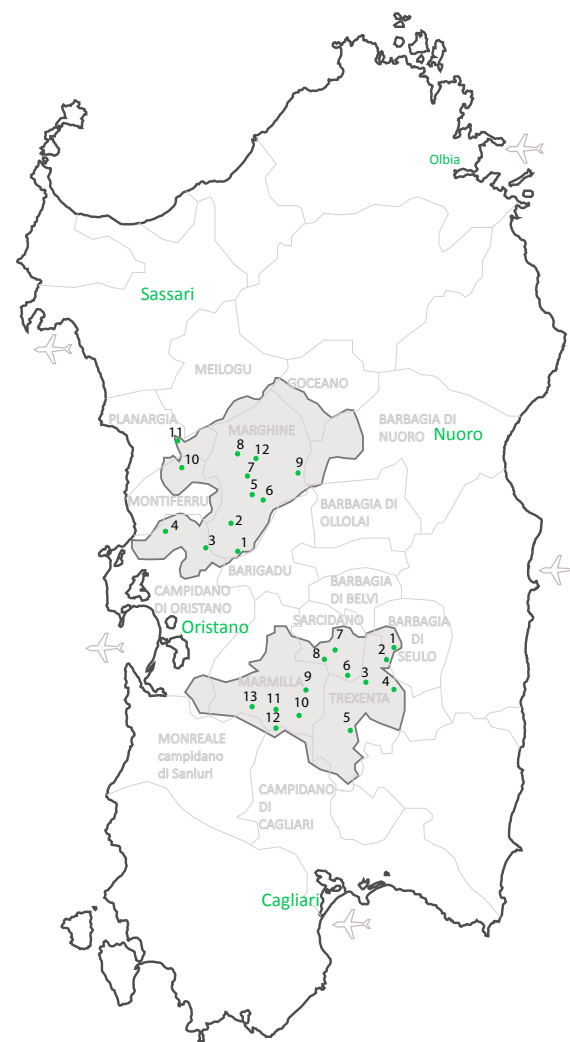 Olbia
Sassari
MEILOGU
GOCEANO
PLANARGIA
MARGHINE
BARBAGIA DI
NUORO
Nuoro
11
8
12
10
7
9
5
6
MONTIFERRU
BARBAGIA DI
OLLOLAI
4
2
3
1
BARIGADU
CAMPIDANO
DI ORISTANO
BARBAGIA
DI BELVÌ
Oristano
SARCIDANO
BARBAGIA
DI
SEULO
7
1
8
2
6
3
4
MARMILLA
9
TREXENTA
13
11
10
12
5
MONREALE
campidano
di Sanluri
CAMPIDANO
DI
CAGLIARI
Cagliari